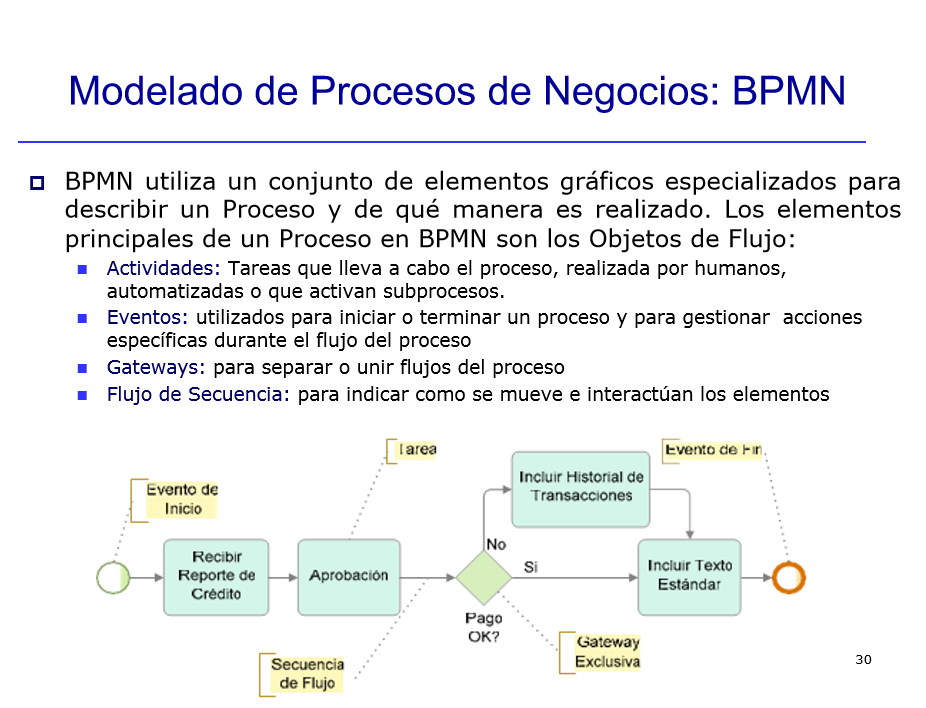 Modelado de Procesos de Negocios: BPMN
BPMN utiliza un conjunto de elementos gráficos especializados para
describir un Proceso y de qué manera es realizado. Los elementos
principales de un Proceso en BPMN son los Objetos de Flujo:
Actividades: Tareas que lleva a cabo el proceso, realizada por humanos,
automatizadas o que activan subprocesos.
Eventos: utilizados para iniciar o terminar un proceso y para gestionar acciones
específicas durante el flujo del proceso
Gateways: para separar o unir flujos del proceso
Flujo de Secuencia: para indicar como se mueve e interactúan los elementos
Tarea
Evento de Fin
Evento de
Inicio
Incluir Historial de
Transacciones
Recibir
Reporte de
Crédito
Aprobación
No
Si
Incluir Texto
Estándar
Pago
OK?
Gateway
Exclusiva
Secuencia
de Flujo
30